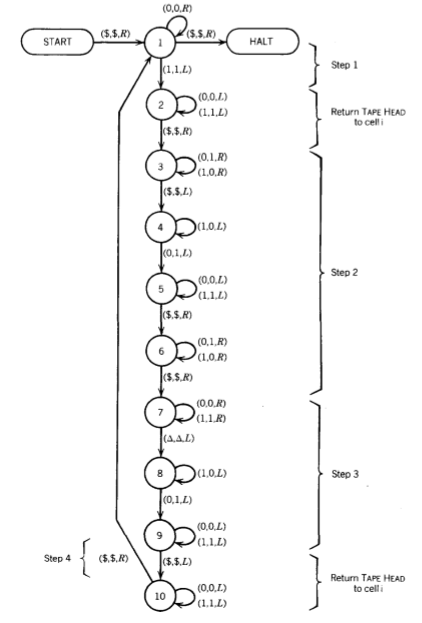 (0,0,R)
START
($,$,R)
1
($,$,R)
HALT
(1,1,L)
Step 1
2
(0,0,L)
(1,1,L)
Return TAPE HEAD
to cell i
($,$,R)
3
(0,1,R)
(1,0,R)
($,$,L)
4
(1,0,L)
(0,1,L)
Step 2
5
(0,0,L)
(1,1,L)
($,$,R)
6
(0,1,R)
(1,0,R)
($,$,R)
7
(0,0,R)
(1,1,R)
(Δ,Δ,L)
8
(1,0,L)
Step 3
(0,1,L)
9
(0,0,L)
(1,1,L)
Step 4
($,$,R)
($,$,L)
10
(0,0,L)
(1,1,L)
Return TAPE HEAD
to cell i